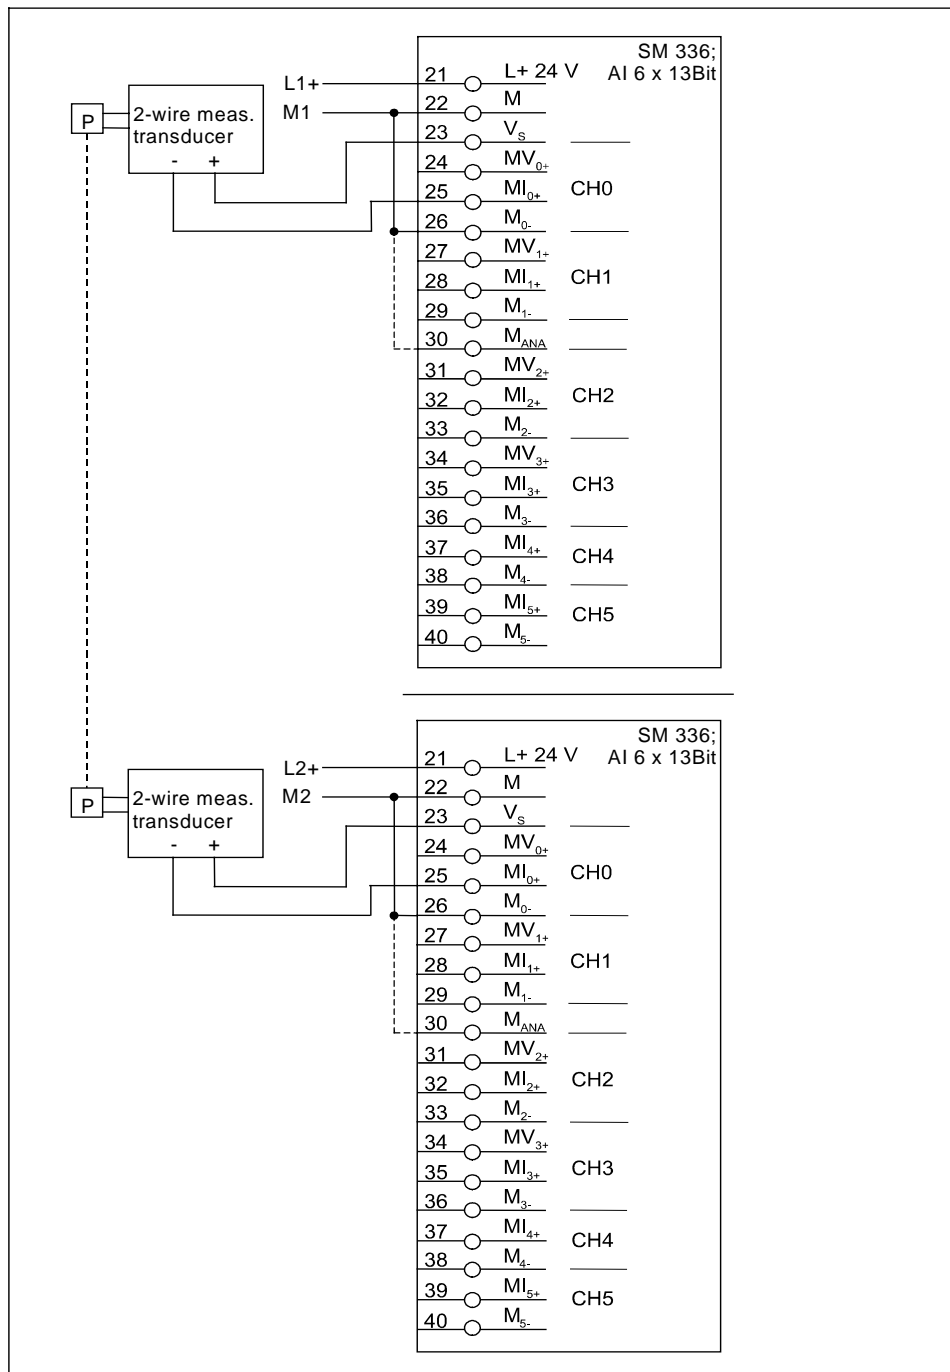 SM 336;
AI 6 x 13Bit
L1+ 21 L+ 24 V
M1 22 M
P 2-wire meas.
transducer
- +
23 Vs
24 MV0+
25 MI0+ CH0
26 M0-
27 MV1+
28 MI1+ CH1
29 M1-
30 MANA
31 MV2+
32 MI2+ CH2
33 M2-
34 MV3+
35 MI3+ CH3
36 M3-
37 MI4+ CH4
38 M4-
39 MI5+ CH5
40 M5-
SM 336;
AI 6 x 13Bit
L2+ 21 L+ 24 V
M2 22 M
P 2-wire meas.
transducer
- +
23 Vs
24 MV0+
25 MI0+ CH0
26 M0-
27 MV1+
28 MI1+ CH1
29 M1-
30 MANA
31 MV2+
32 MI2+ CH2
33 M2-
34 MV3+
35 MI3+ CH3
36 M3-
37 MI4+ CH4
38 M4-
39 MI5+ CH5
40 M5-